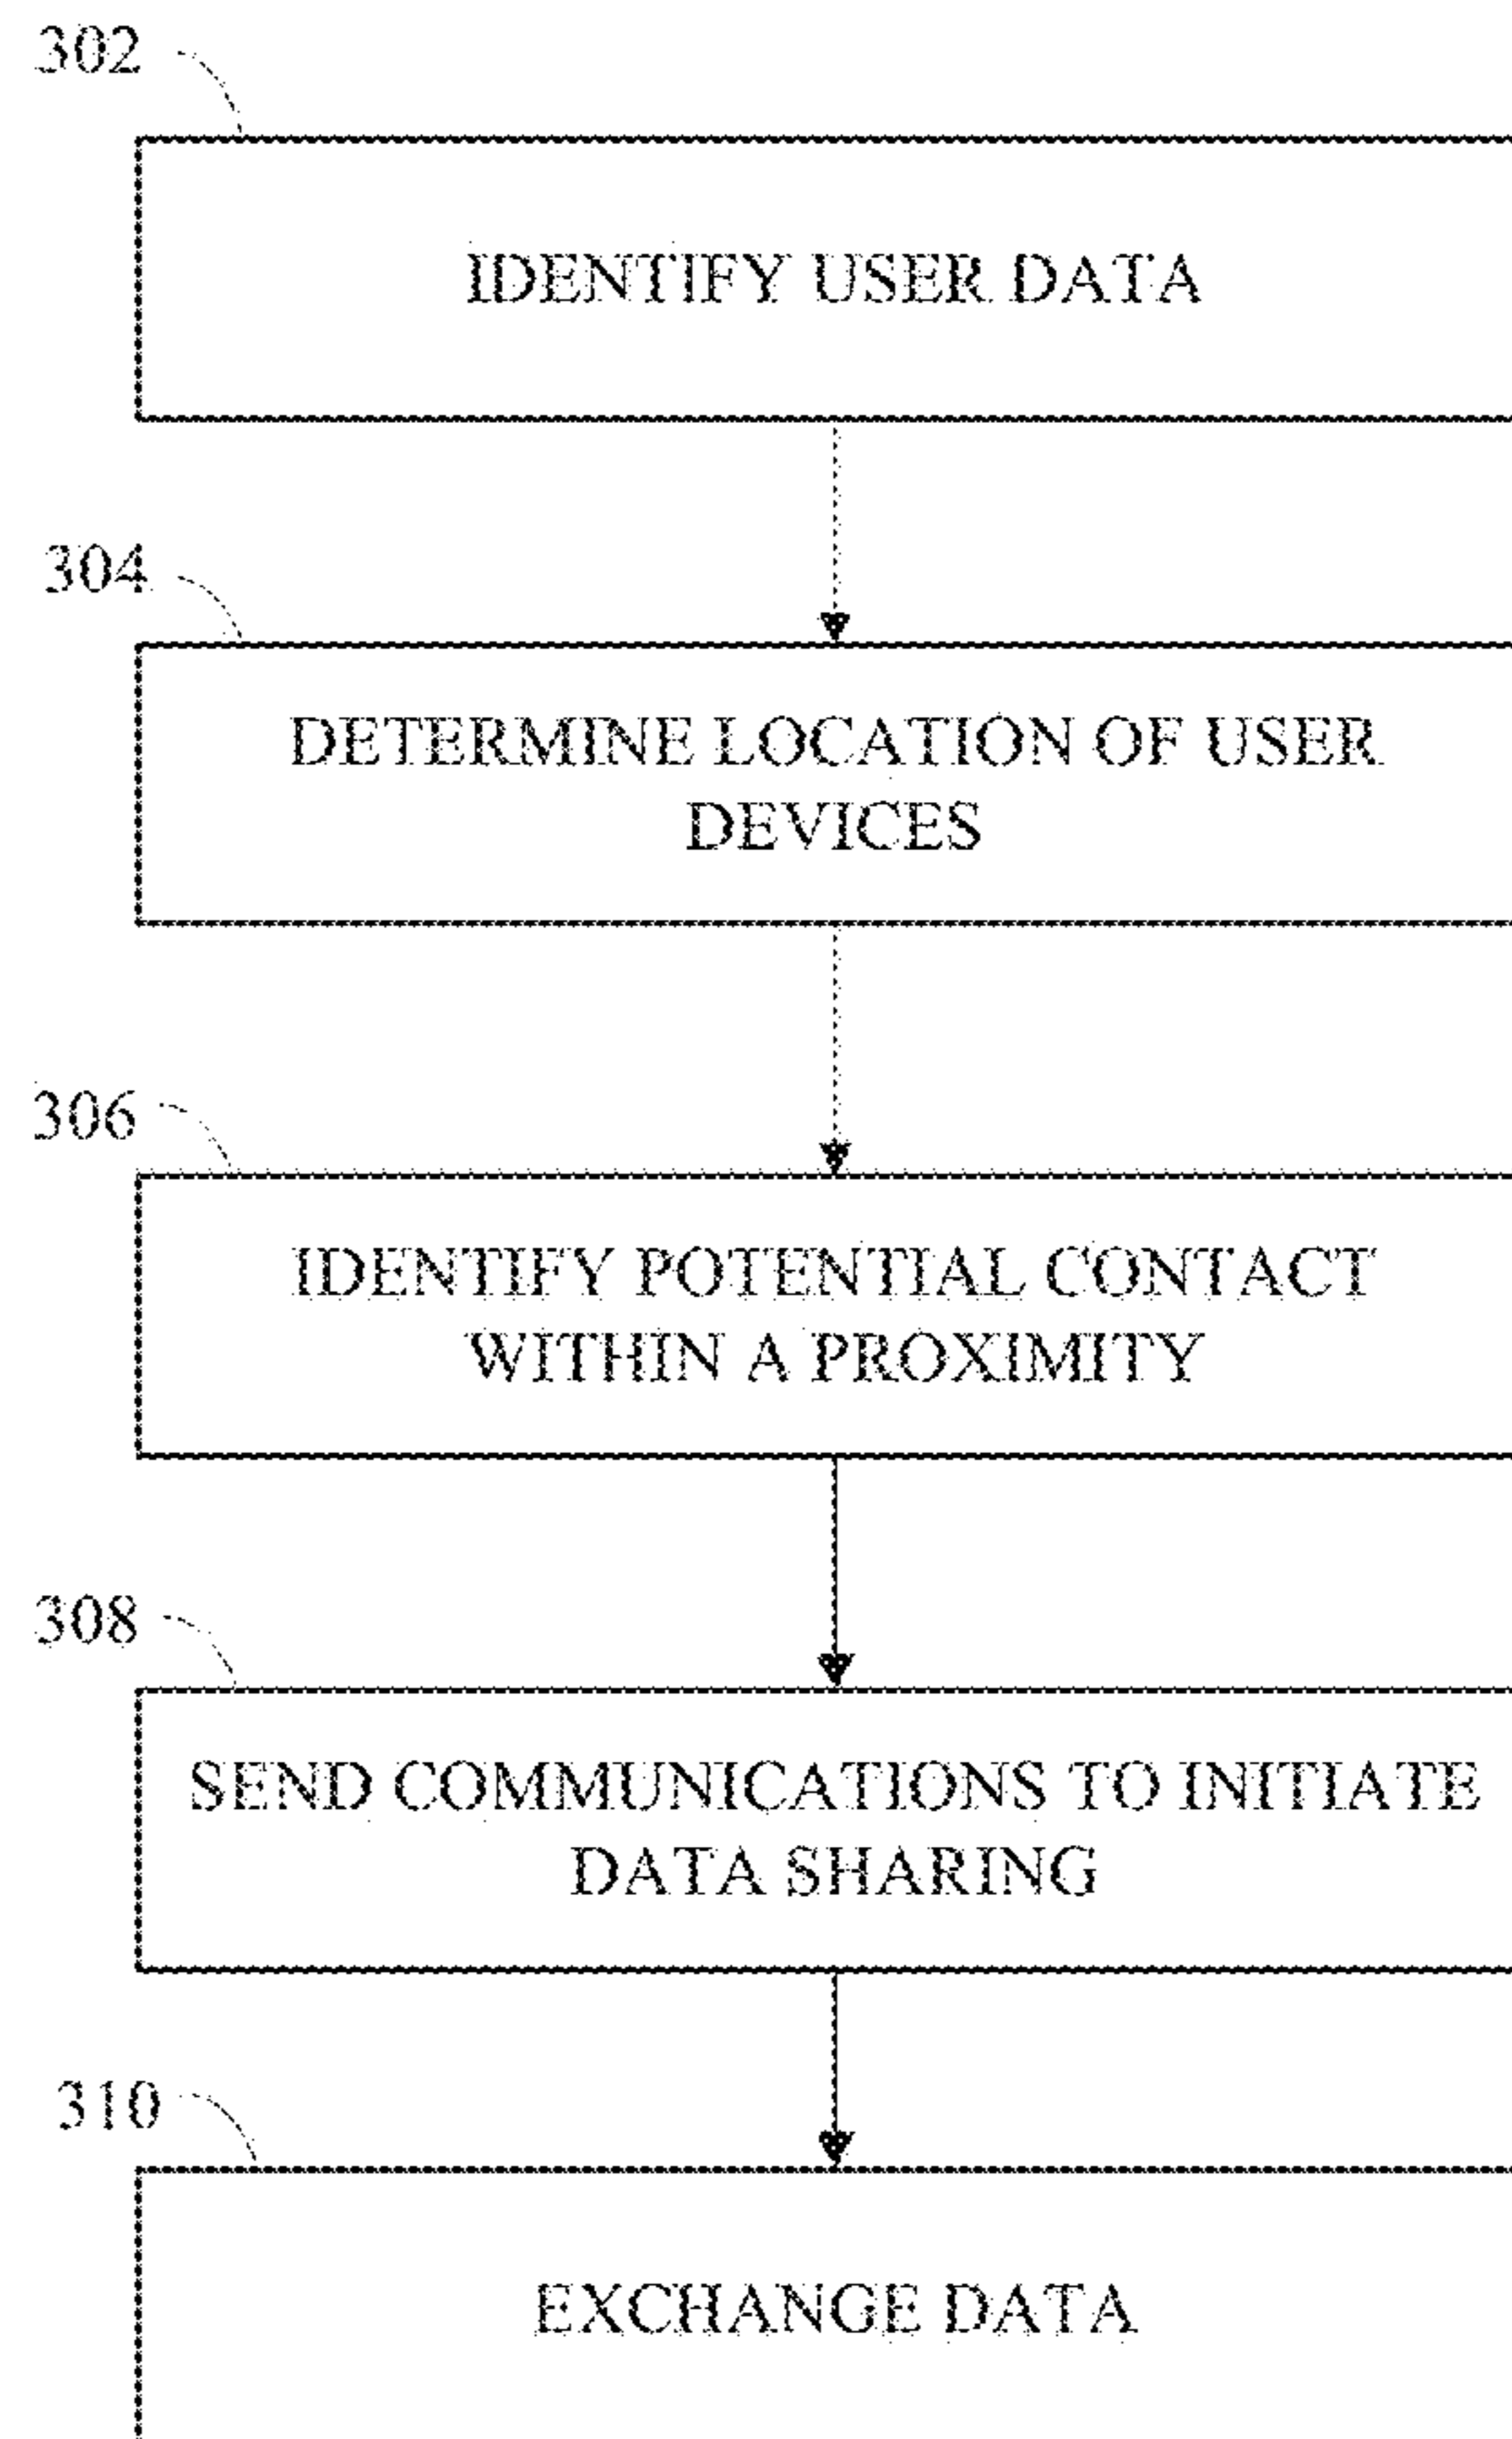 302
IDENTIFY USER DATA
304
DETERMINE LOCATION OF USER
DEVICES
306
IDENTIFY POTENTIAL CONTACT
WITHIN A PROXIMITY
308
SEND COMMUNICATIONS TO INITIATE
DATA SHARING
310
EXCHANGE DATA